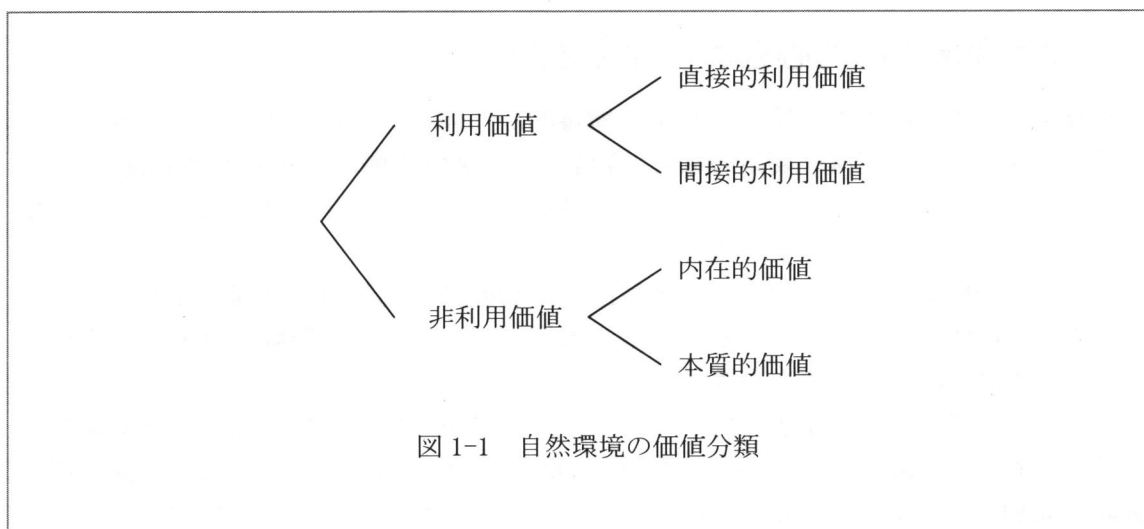 直接的利用価値
利用価値
間接的利用価値
内在的価値
非利用価値
本質的価値
図 1-1 自然環境の価値分類